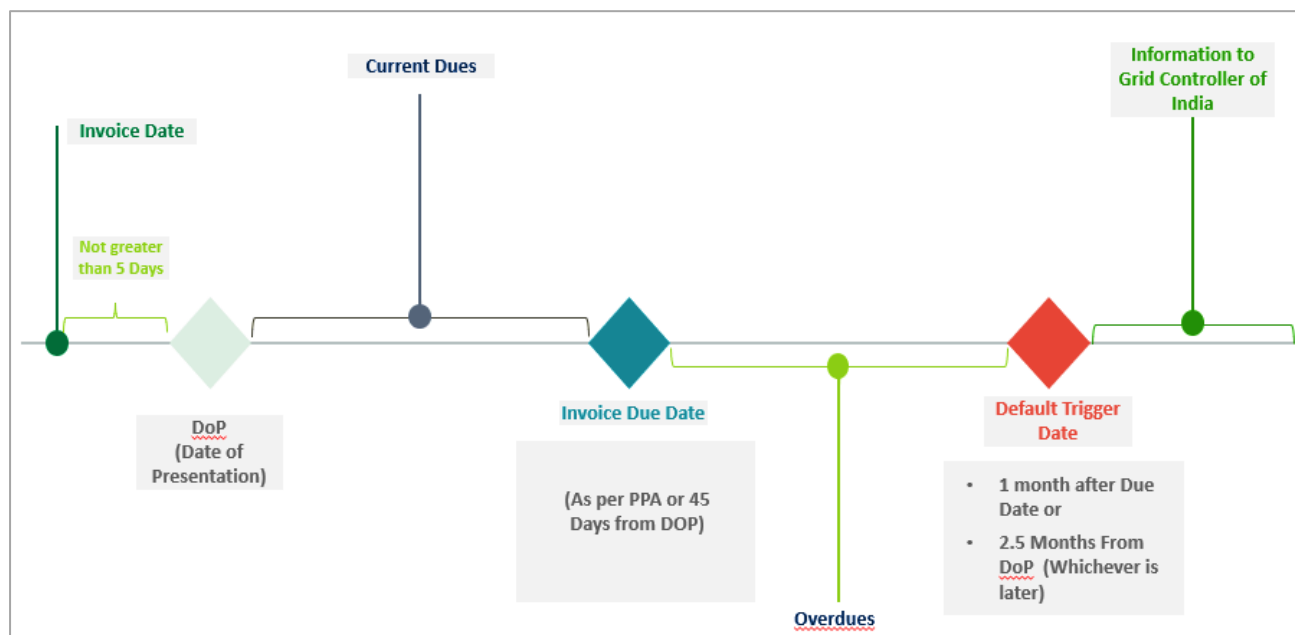 Current Dues
Information to
Grid Controller of
India
Invoice Date
Not greater
than 5 Days
DoP
(Date of
Presentation)
Invoice Due Date
(As per PPA or 45
Days from DOP)
Default Trigger
Date
• 1 month after Due
Date or
• 2.5 Months From
DoP (Whichever is
later)
Overdues